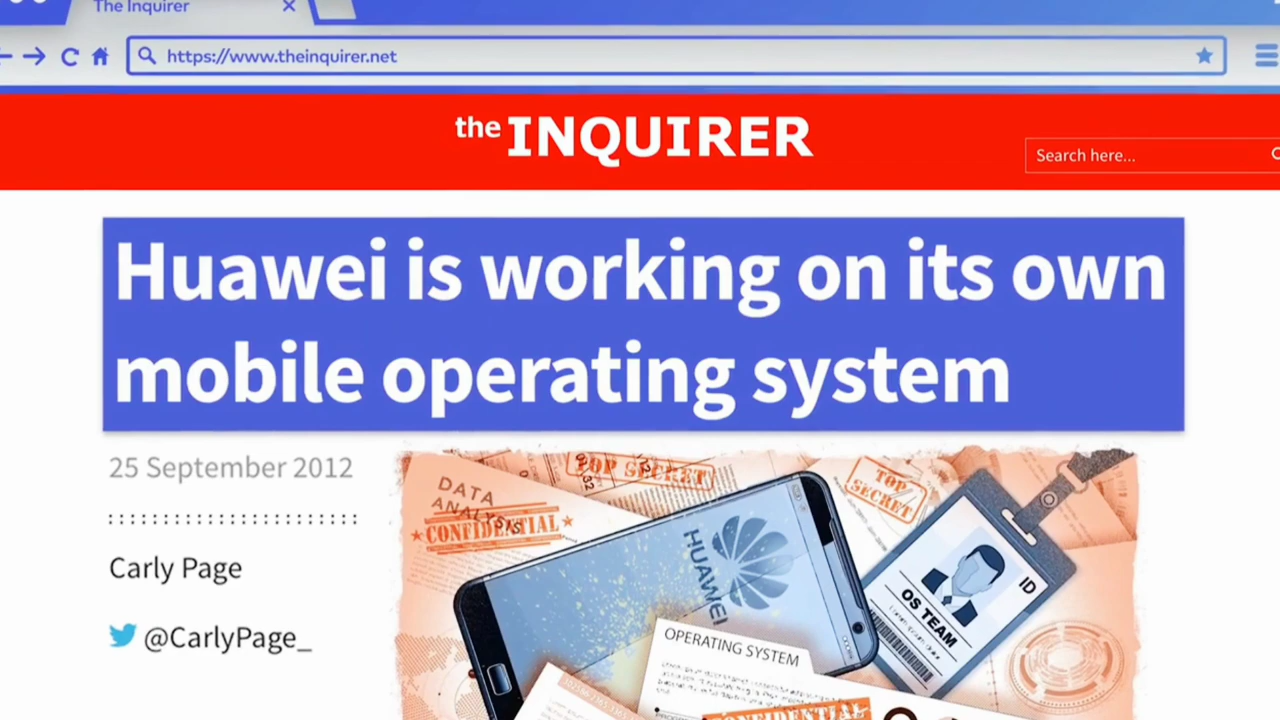 The Inquirer
https://www.theinquirer.net
the INQUIRER
Search here...
Huawei is working on its own
mobile operating system
25 September 2012
Carly Page
@CarlyPage_
TOP SECRET
TOP
SECRET
DATA
ANALYSIS
CONFIDENTIAL
HUAWEI
ID
OS TEAM
OPERATING SYSTEM
CONFIDENTIAL